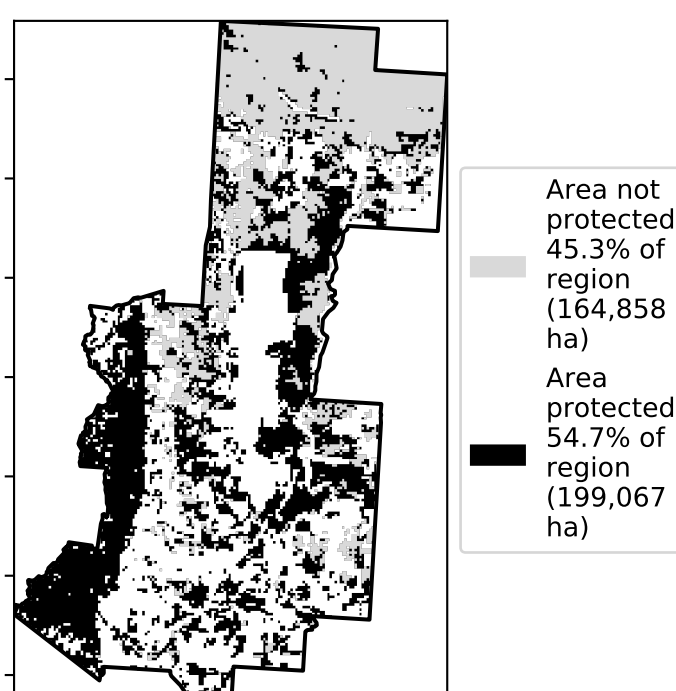 Area not
protected
45.3% of
region
(164,858
ha)
Area
protected
54.7% of
region
(199,067
ha)